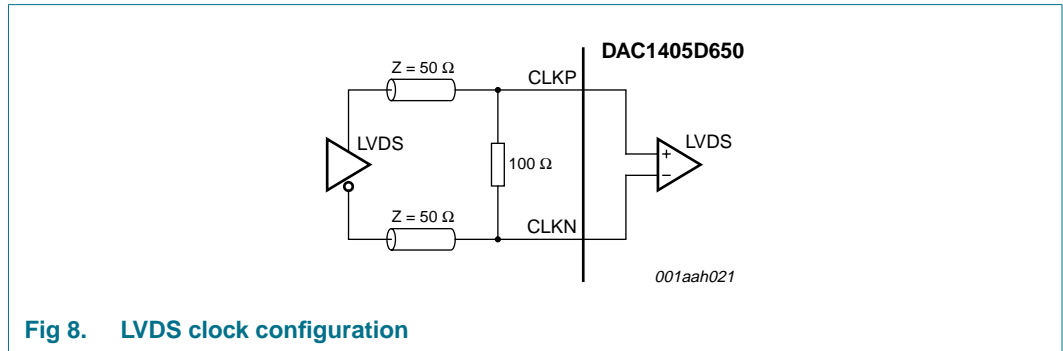 DAC1405D650
Z = 50 Ω
CLKP
LVDS
LVDS
+
−
100 Ω
Z = 50 Ω
CLKN
001aah021
Fig 8. LVDS clock configuration